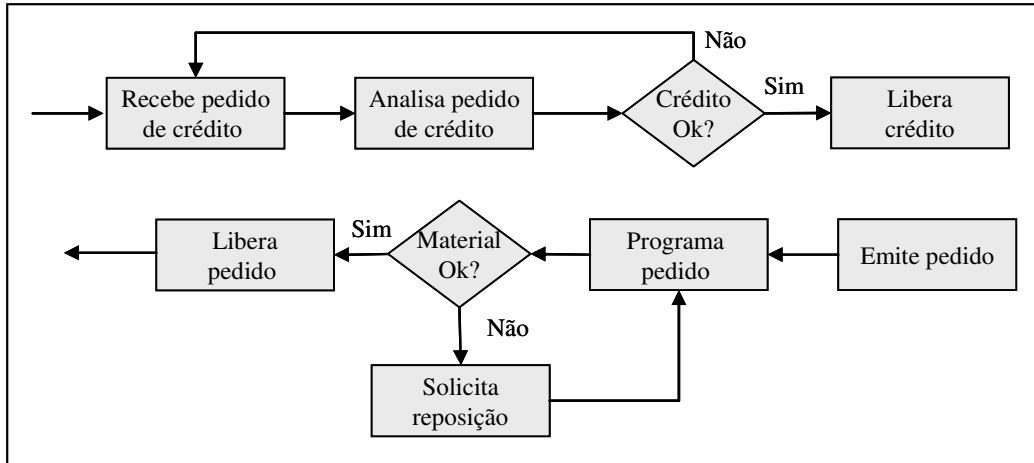 Não
Recebe pedido
de crédito
Analisa pedido
de crédito
Crédito
Ok?
Sim
Libera
crédito
Libera
pedido
Sim
Material
Ok?
Programa
pedido
Emite pedido
Não
Solicita
reposição